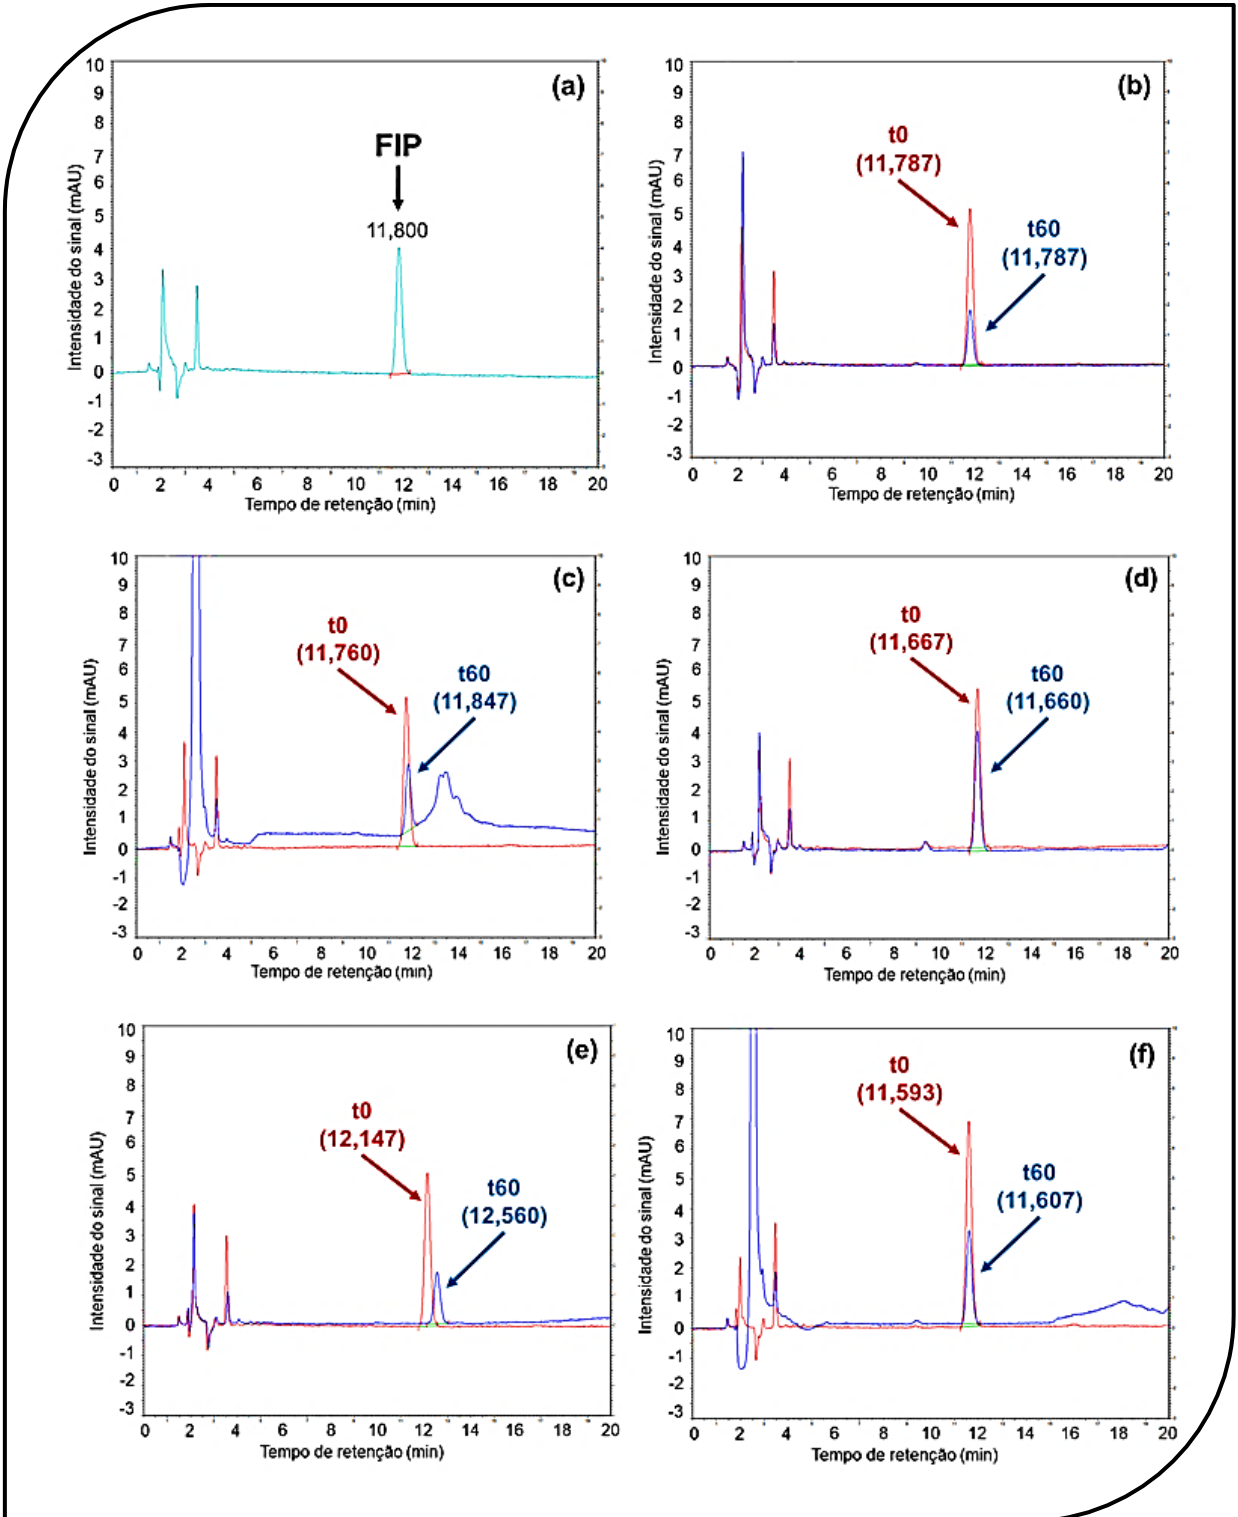 (a)
10
9
8
7
6
5
4
3
2
1
0
-1
-2
-3
Intensidade do sinal (mAU)
FIP
11,800
0 2 4 6 8 10 12 14 16 18 20
Tempo de retenção (min)
(b)
10
9
8
7
6
5
4
3
2
1
0
-1
-2
-3
Intensidade do sinal (mAU)
t0
(11,787)
t60
(11,787)
0 2 4 6 8 10 12 14 16 18 20
Tempo de retenção (min)
(c)
10
9
8
7
6
5
4
3
2
1
0
-1
-2
-3
Intensidade do sinal (mAU)
t0
(11,760)
t60
(11,847)
0 2 4 6 8 10 12 14 16 18 20
Tempo de retenção (min)
(d)
10
9
8
7
6
5
4
3
2
1
0
-1
-2
-3
Intensidade do sinal (mAU)
t0
(11,667)
t60
(11,660)
0 2 4 6 8 10 12 14 16 18 20
Tempo de retenção (min)
(e)
10
9
8
7
6
5
4
3
2
1
0
-1
-2
-3
Intensidade do sinal (mAU)
t0
(12,147)
t60
(12,560)
0 2 4 6 8 10 12 14 16 18 20
Tempo de retenção (min)
(f)
10
9
8
7
6
5
4
3
2
1
0
-1
-2
-3
Intensidade do sinal (mAU)
t0
(11,593)
t60
(11,607)
0 2 4 6 8 10 12 14 16 18 20
Tempo de retenção (min)